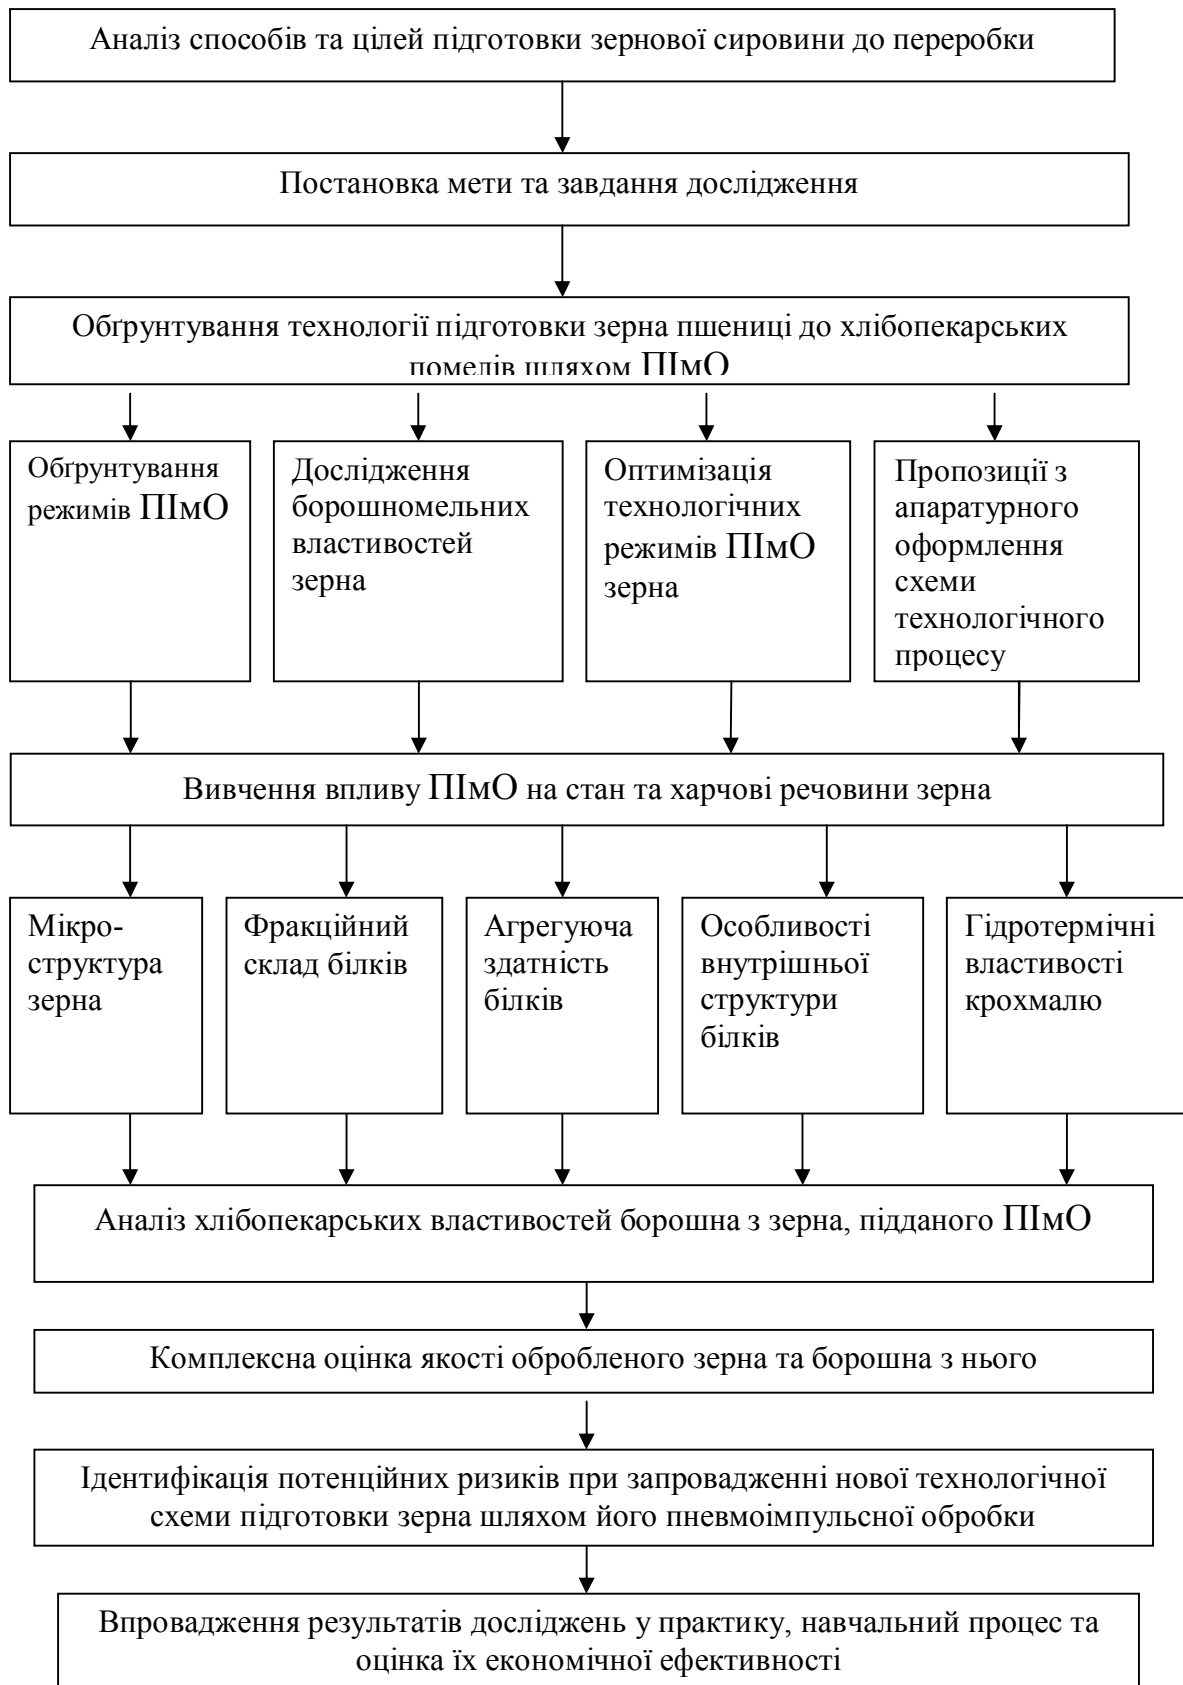 Аналіз способів та цілей підготовки зернової сировини до переробки
Постановка мети та завдання дослідження
Обґрунтування технології підготовки зерна пшениці до хлібопекарських
помелів шляхом ПІмО
Обґрунтування
режимів ПІмО
Дослідження
борошномельних
властивостей
зерна
Оптимізація
технологічних
режимів ПІмО
зерна
Пропозиції з
апаратурного
оформлення
схеми
технологічного
процесу
Вивчення впливу ПІмО на стан та харчові речовини зерна
Мікро-
структура
зерна
Фракційний
склад білків
Агрегуюча
здатність
білків
Особливості
внутрішньої
структури
білків
Гідротермічні
властивості
крохмалю
Аналіз хлібопекарських властивостей борошна з зерна, підданого ПІмО
Комплексна оцінка якості обробленого зерна та борошна з нього
Ідентифікація потенційних ризиків при запровадженні нової технологічної
схеми підготовки зерна шляхом його пневмоімпульсної обробки
Впровадження результатів досліджень у практику, навчальний процес та
оцінка їх економічної ефективності